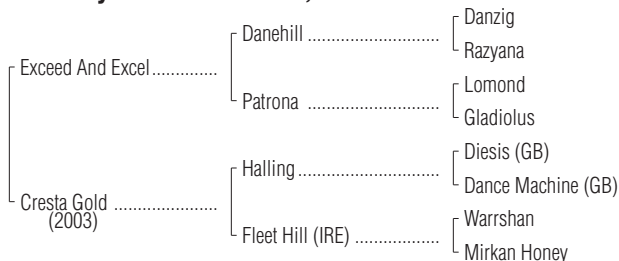 Danzig
Danehill
Razyana
Exceed And Excel
Lomond
Patrona
Gladiolus
Diesis (GB)
Halling
Dance Machine (GB)
Cresta Gold
(2003)
Warrshan
Fleet Hill (IRE)
Mirkan Honey